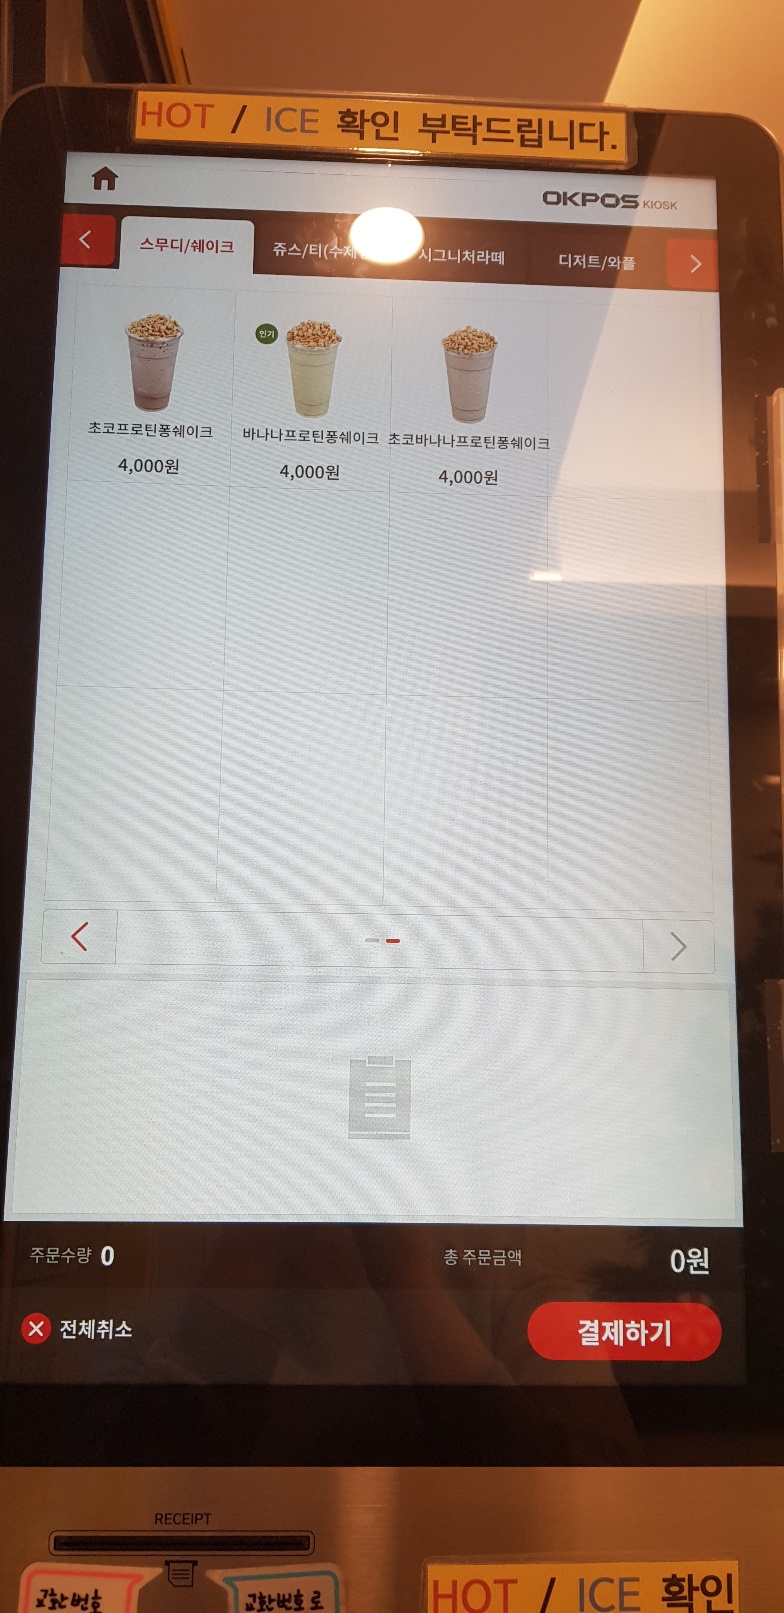 HOT / ICE 확인 부탁드립니다.
OKPOS KIOSK
스무디/쉐이크
쥬스/티(수제
시그니처라떼
디저트/와플
인기
초코프로틴퐁쉐이크
바나나프로틴퐁쉐이크
초코바나나프로틴퐁쉐이크
4,000원
4,000원
4,000원
주문수량 0
총 주문금액
0원
전체취소
결제하기
RECEIPT
교환번호
교환번호로
HOT / ICE 확인